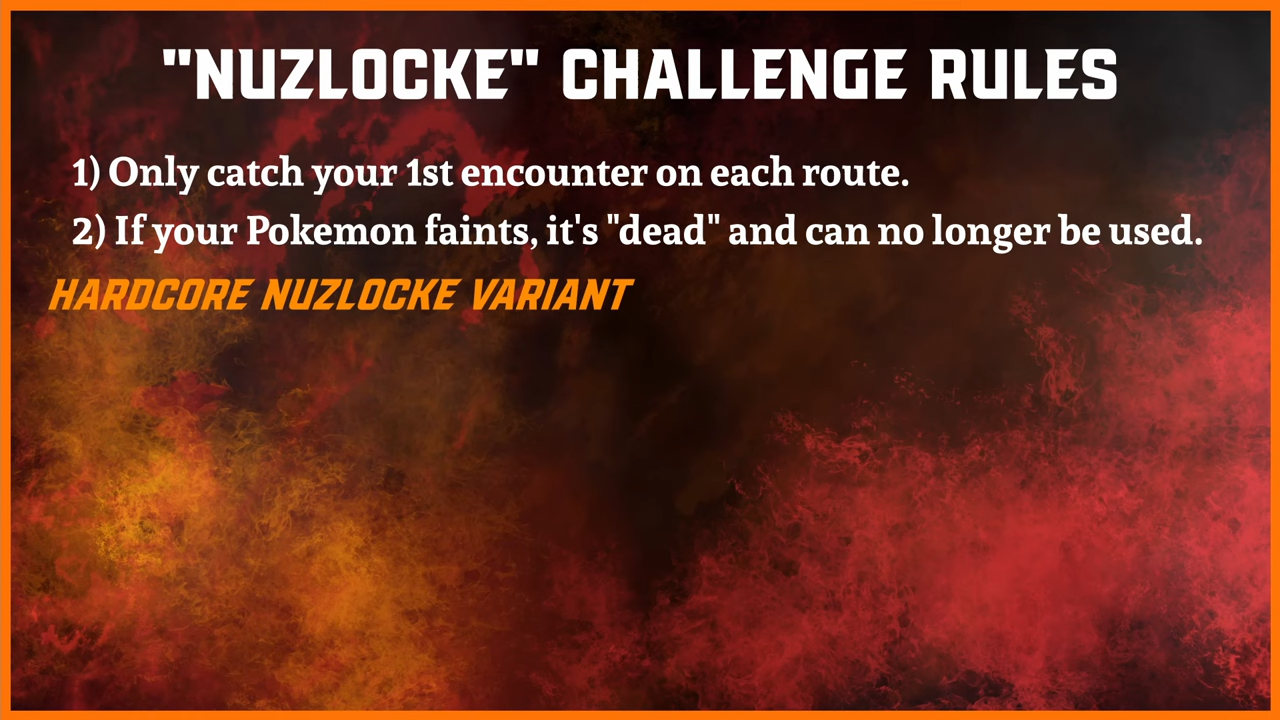 "NUZLOCKE" CHALLENGE RULES
1) Only catch your 1st encounter on each route.
2) If your Pokemon faints, it's "dead" and can no longer be used.
HARDCORE NUZLOCKE VARIANT